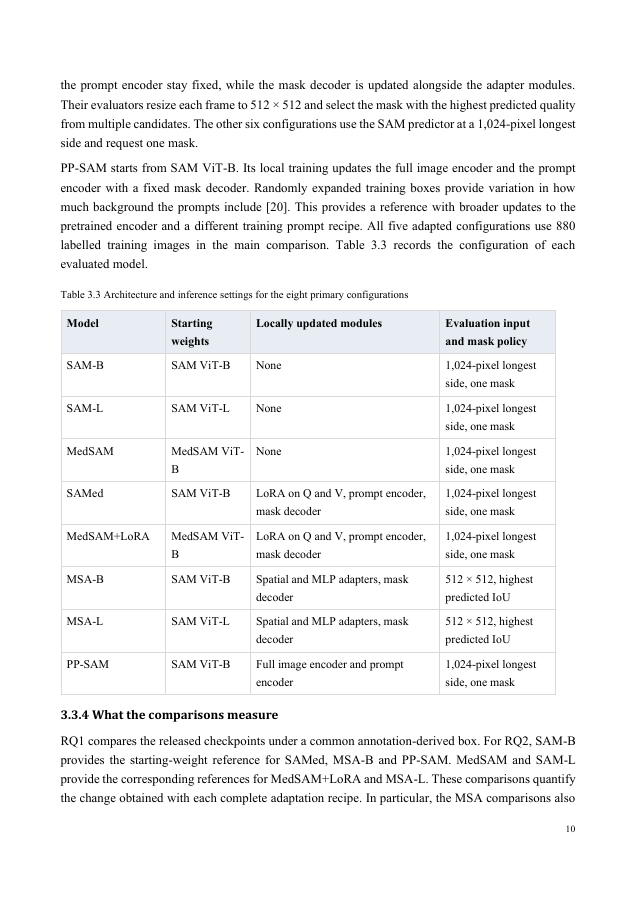 the prompt encoder stay fixed, while the mask decoder is updated alongside the adapter modules.
Their evaluators resize each frame to 512 × 512 and select the mask with the highest predicted quality
from multiple candidates. The other six configurations use the SAM predictor at a 1,024-pixel longest
side and request one mask.
PP-SAM starts from SAM ViT-B. Its local training updates the full image encoder and the prompt
encoder with a fixed mask decoder. Randomly expanded training boxes provide variation in how
much background the prompts include [20]. This provides a reference with broader updates to the
pretrained encoder and a different training prompt recipe. All five adapted configurations use 880
labelled training images in the main comparison. Table 3.3 records the configuration of each
evaluated model.
Table 3.3 Architecture and inference settings for the eight primary configurations
Model
Starting
weights
Locally updated modules
Evaluation input
and mask policy
SAM-B
SAM ViT-B
None
1,024-pixel longest
side, one mask
SAM-L
SAM ViT-L
None
1,024-pixel longest
side, one mask
MedSAM
MedSAM ViT-
B
None
1,024-pixel longest
side, one mask
SAMed
SAM ViT-B
LoRA on Q and V, prompt encoder,
mask decoder
1,024-pixel longest
side, one mask
MedSAM+LoRA
MedSAM ViT-
B
LoRA on Q and V, prompt encoder,
mask decoder
1,024-pixel longest
side, one mask
MSA-B
SAM ViT-B
Spatial and MLP adapters, mask
decoder
512 × 512, highest
predicted IoU
MSA-L
SAM ViT-L
Spatial and MLP adapters, mask
decoder
512 × 512, highest
predicted IoU
PP-SAM
SAM ViT-B
Full image encoder and prompt
encoder
1,024-pixel longest
side, one mask
3.3.4 What the comparisons measure
RQ1 compares the released checkpoints under a common annotation-derived box. For RQ2, SAM-B
provides the starting-weight reference for SAMed, MSA-B and PP-SAM. MedSAM and SAM-L
provide the corresponding references for MedSAM+LoRA and MSA-L. These comparisons quantify
the change obtained with each complete adaptation recipe. In particular, the MSA comparisons also
10